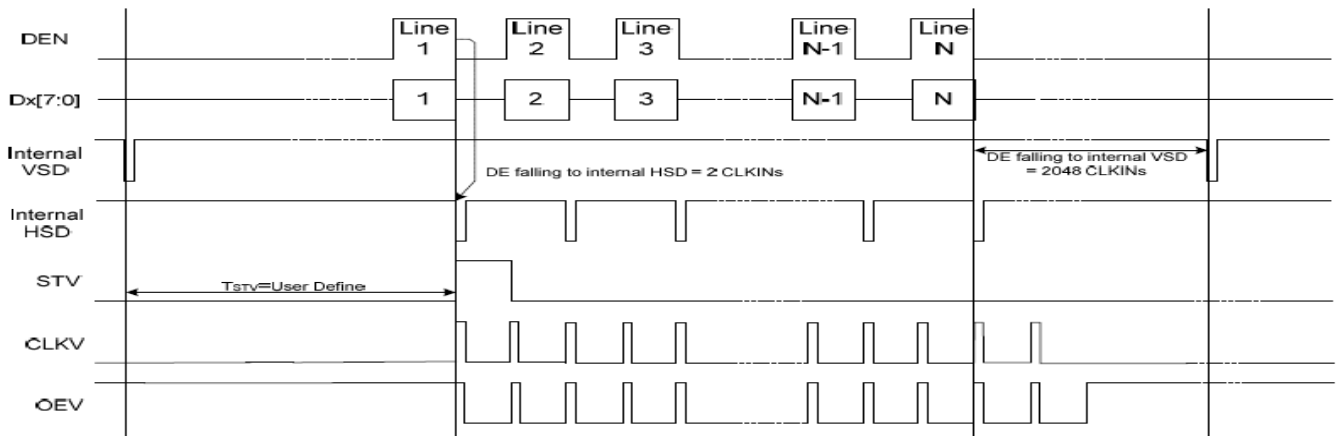 DEN
Line 1
Line 2
Line 3
Line N-1
Line N
Dx[7:0]
1
2
3
N-1
N
Internal VSD
DE falling to internal HSD = 2 CLKINs
DE falling to internal VSD
= 2048 CLKINs
Internal HSD
STV
TSTV=User Define
CLKV
OEV